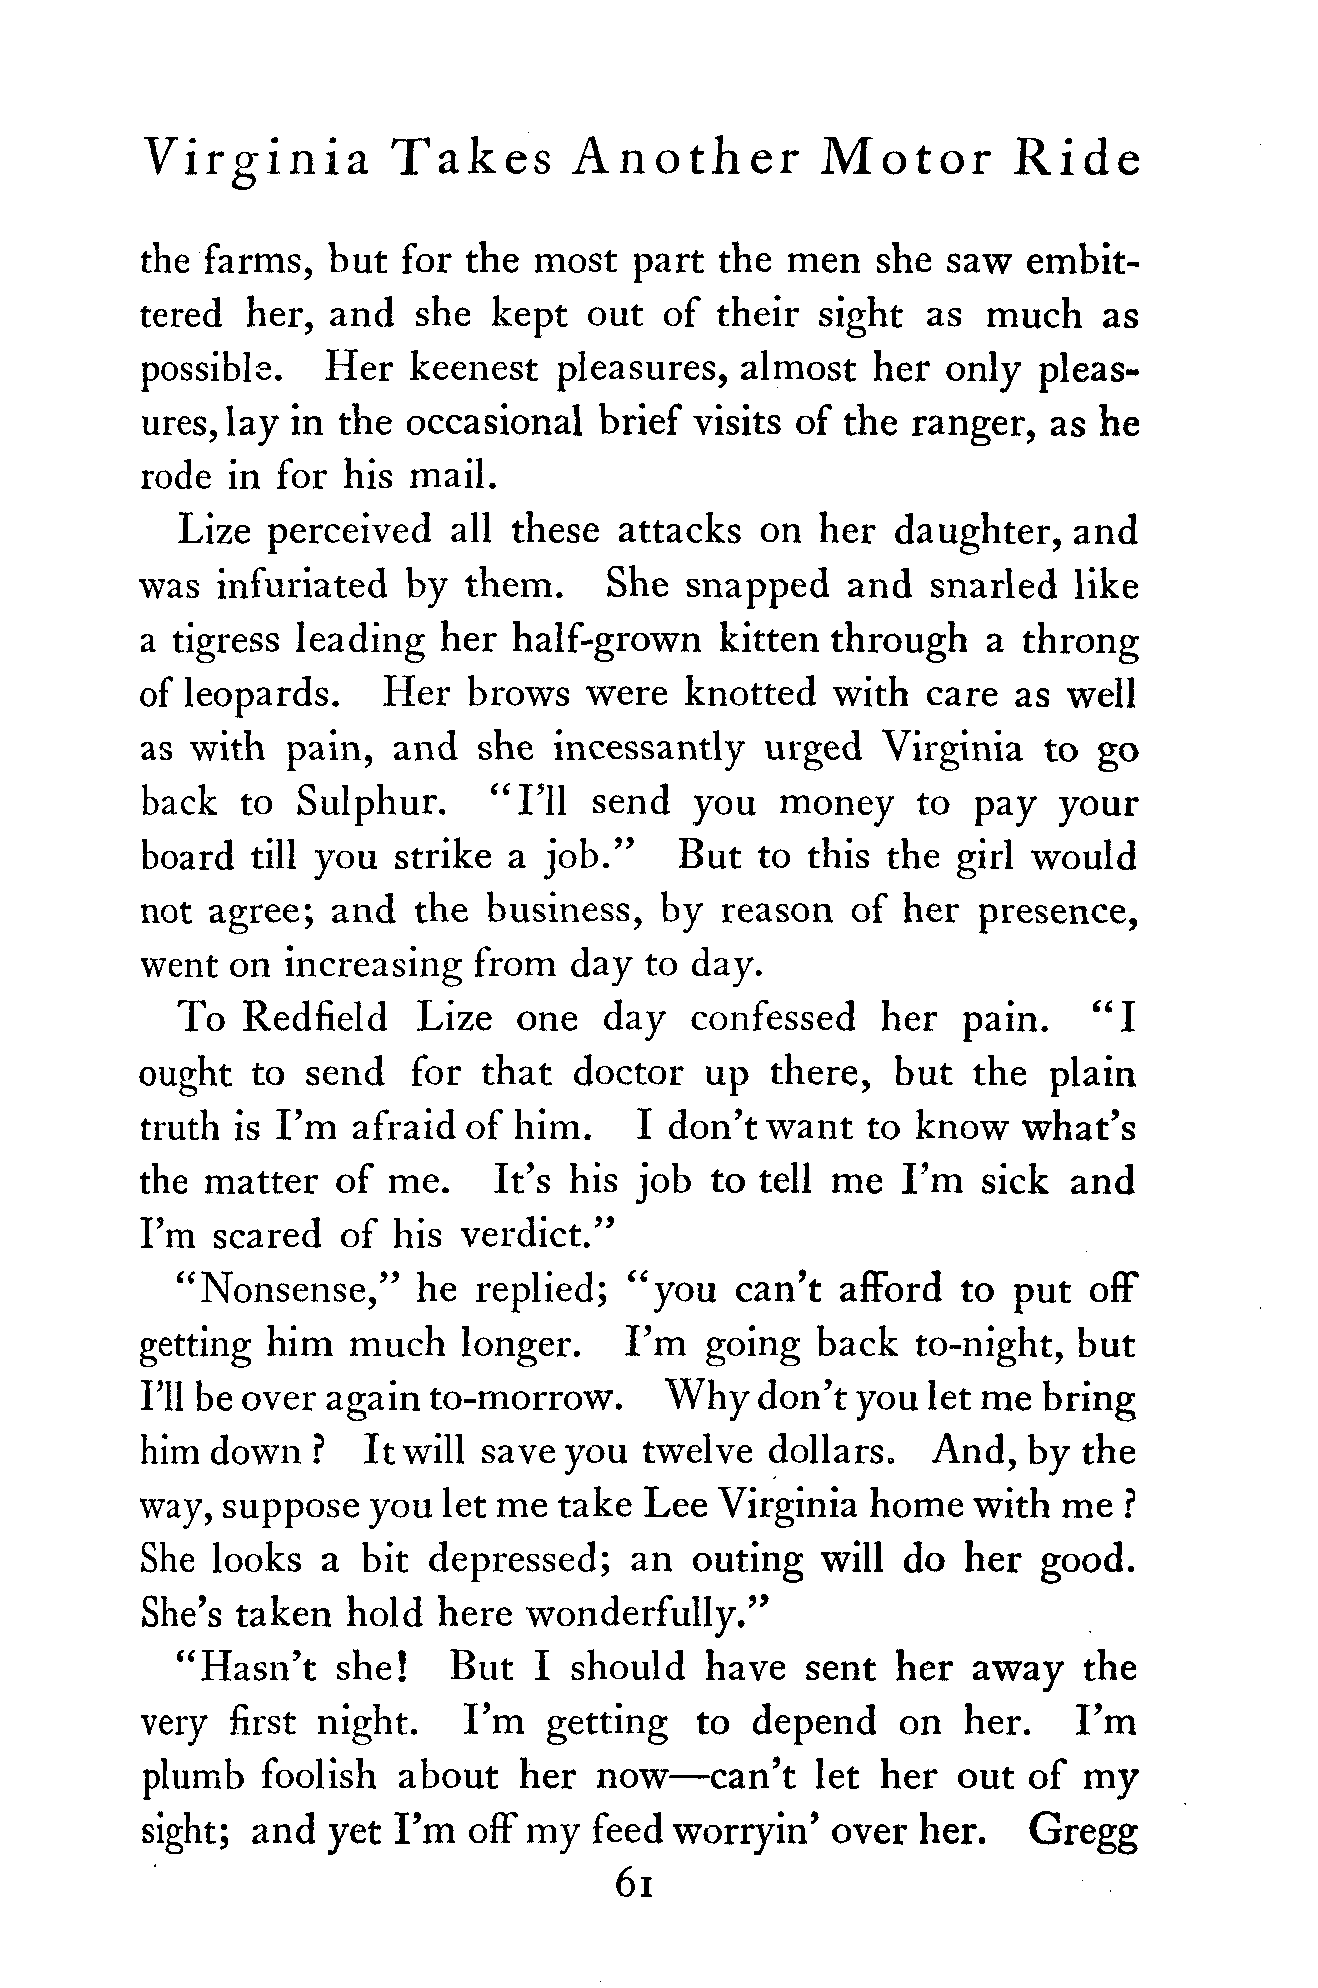 Virginia Takes Another Motor Ride
the farms, but for the most part the men she saw embit-
tered her, and she kept out of their sight as much as
possible. Her keenest pleasures, almost her only pleas-
ures, lay in the occasional brief visits of the ranger, as he
rode in for his mail.
Lize perceived all these attacks on her daughter, and
was infuriated by them. She snapped and snarled like
a tigress leading her half-grown kitten through a throng
of leopards. Her brows were knotted with care as well
as with pain, and she incessantly urged Virginia to go
back to Sulphur. "I'll send you money to pay your
board till you strike a job." But to this the girl would
not agree; and the business, by reason of her presence,
went on increasing from day to day.
To Redfield Lize one day confessed her pain. "I
ought to send for that doctor up there, but the plain
truth is I'm afraid of him. I don't want to know what's
the matter of me. It's his job to tell me I'm sick and
I'm scared of his verdict."
"Nonsense," he replied; "you can't afford to put off
getting him much longer. I'm going back to-night, but
I'll be over again to-morrow. Why don't you let me bring
him down? It will save you twelve dollars. And, by the
way, suppose you let me take Lee Virginia home with me?
She looks a bit depressed; an outing will do her good.
She's taken hold here wonderfully."
"Hasn't she! But I should have sent her away the
very first night. I'm getting to depend on her. I'm
plumb foolish about her now—can't let her out of my
sight; and yet I'm off my feed worryin' over her. Gregg
61